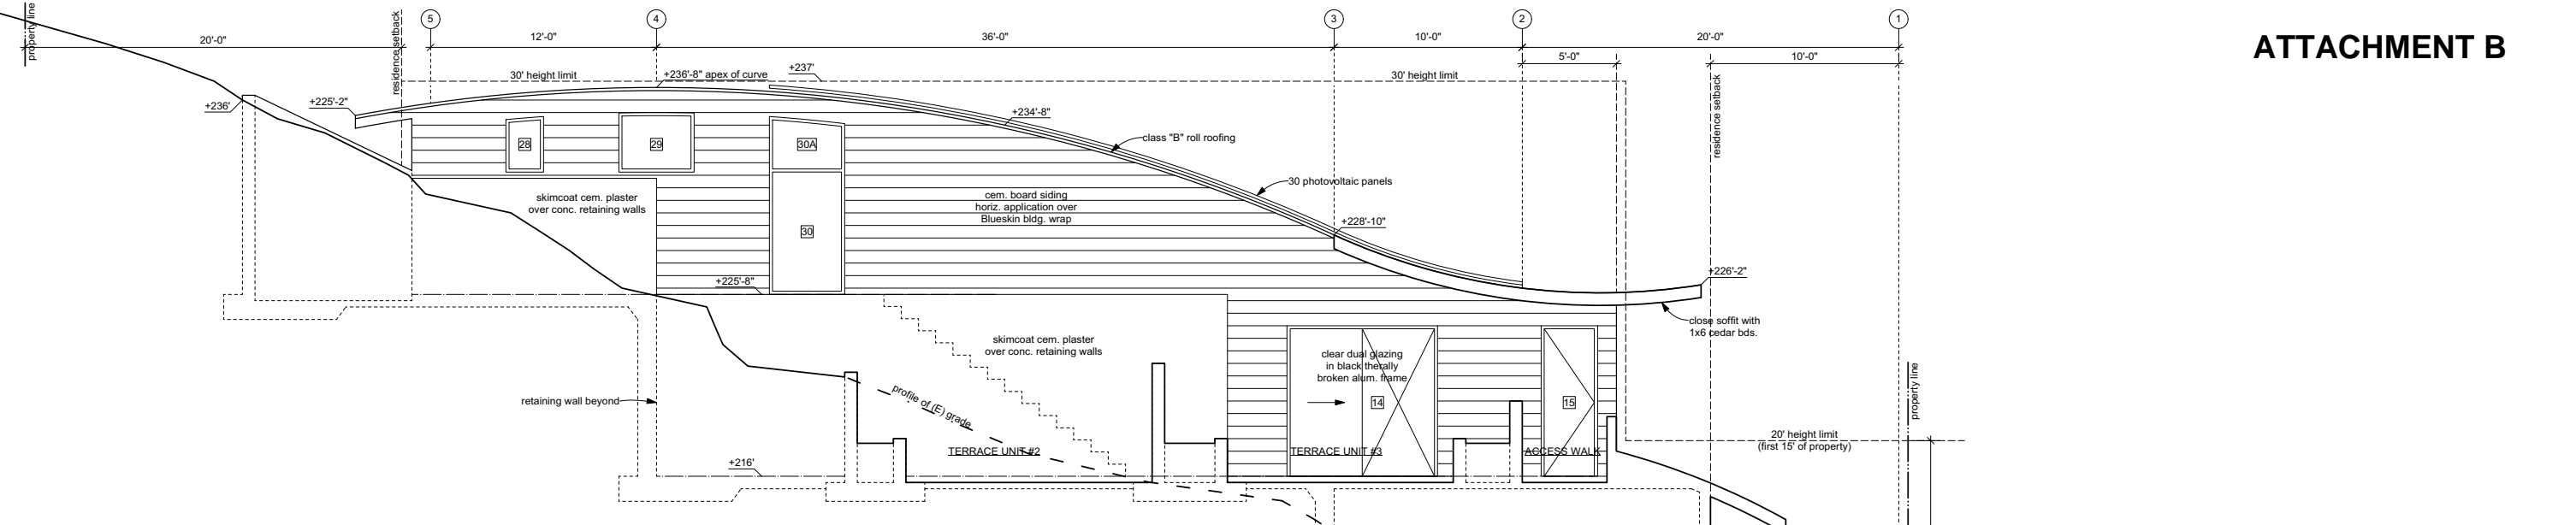 property line
20'-0"
residence setback
5
12'-0"
4
36'-0"
3
10'-0"
2
20'-0"
1
5'-0"
10'-0"
ATTACHMENT B
30' height limit
+236'-8" apex of curve
+237'
30' height limit
residence setback
+236'
+225'-2"
+234'-8"
class "B" roll roofing
28
29
30A
30 photovoltaic panels
skimcoat cem. plaster
over conc. retaining walls
cem. board siding
horiz. application over
Blueskin bldg. wrap
30
+228'-10"
+225'-8"
+226'-2"
close soffit with
1x6 cedar bds.
skimcoat cem. plaster
over conc. retaining walls
clear dual glazing
in black therally
broken alum. frame
retaining wall beyond
profile of (E) grade
14
15
property line
20' height limit
(first 15' of property)
TERRACE UNIT #2
TERRACE UNIT #3
ACCESS WALK
+216'